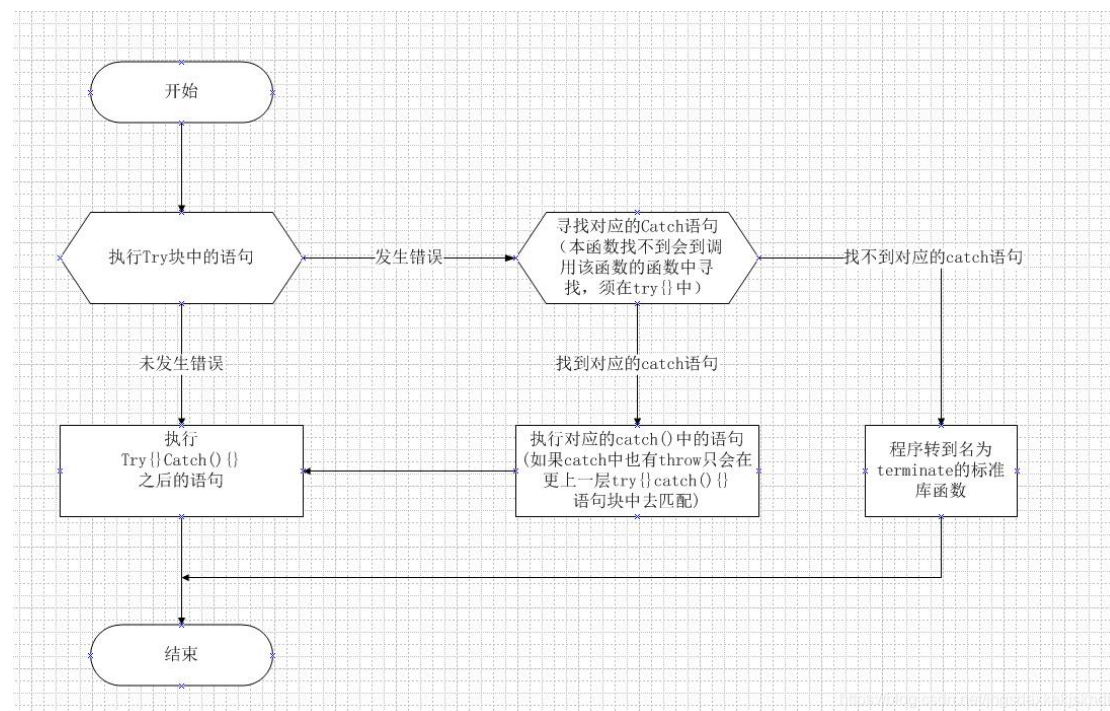 开始
执行Try块中的语句
发生错误
寻找对应的Catch语句
（本函数找不到会到调
用该函数的函数中寻
找，须在try{}中）
找不到对应的catch语句
未发生错误
找到对应的catch语句
执行
Try{}Catch(){}
之后的语句
执行对应的catch()中的语句
(如果catch中也有throw只会在
更上一层try{}catch(){}
语句块中去匹配)
程序转到名为
terminate的标准
库函数
结束